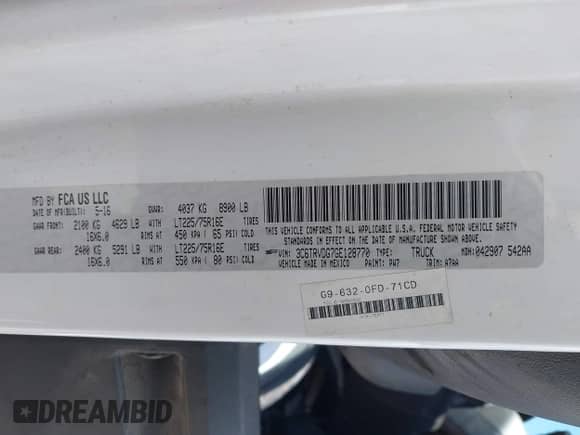 MFD BY FCA US LLC
DATE OF MFR(BUILT): 5-16 GVWR: 4037 KG 8900 LB
GAWR FRONT: 2100 KG 4629 LB WITH LT225/75R16E TIRES
16X6.0 RIMS AT 450 KPA / 65 PSI COLD
GAWR REAR: 2400 KG 5291 LB WITH LT225/75R16E TIRES
16X6.0 RIMS AT 550 KPA / 80 PSI COLD
THIS VEHICLE CONFORMS TO ALL APPLICABLE U.S.A. FEDERAL MOTOR VEHICLE SAFETY
STANDARDS IN EFFECT ON THE DATE OF MANUFACTURE SHOWN ABOVE.
VIN: 3C6TRVDG7GE128770 TYPE: TRUCK MDH: 042907 542AA
VEHICLE MADE IN MEXICO PAINT: PW7 TRIM: A7AA
G9-632-0FD-71CD
DREAMBID